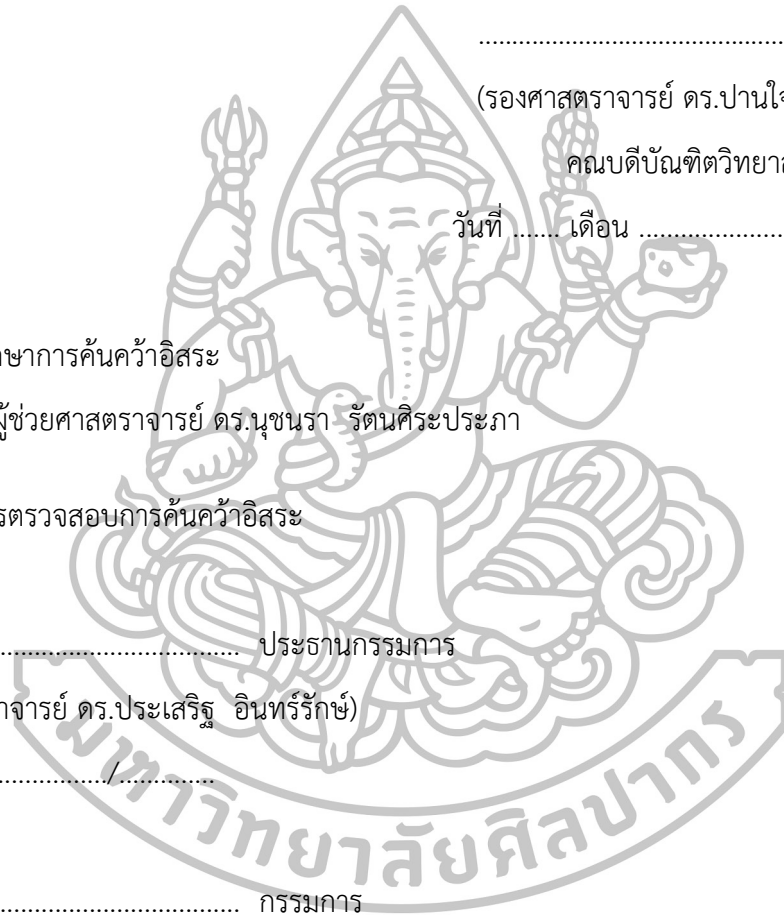 ................................................
(รองศาสตราจารย์ ดร.ปานใจ
คณบดีบัณฑิตวิทยา
วันที่ ....... เดือน ......................
ษาการค้นคว้าอิสระ
ผู้ช่วยศาสตราจารย์ ดร.นุชนรา รัตนศิระประภา
รตรวจสอบการค้นคว้าอิสระ
.................................... ประธานกรรมการ
าจารย์ ดร.ประเสริฐ อินทร์รักษ์)
................/..............
.................................... กรรมการ
มหาวิทยาลัยศิลปากร